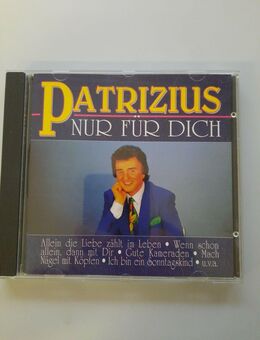 PATRIZIUS
NUR FÜR DICH
Allein die Liebe zählt im Leben • Wenn schon
allein, dann mit Dir • Gute Kameraden • Mach
Nägel mit Köpfen • Ich bin ein Sonntagskind • u.v.a.